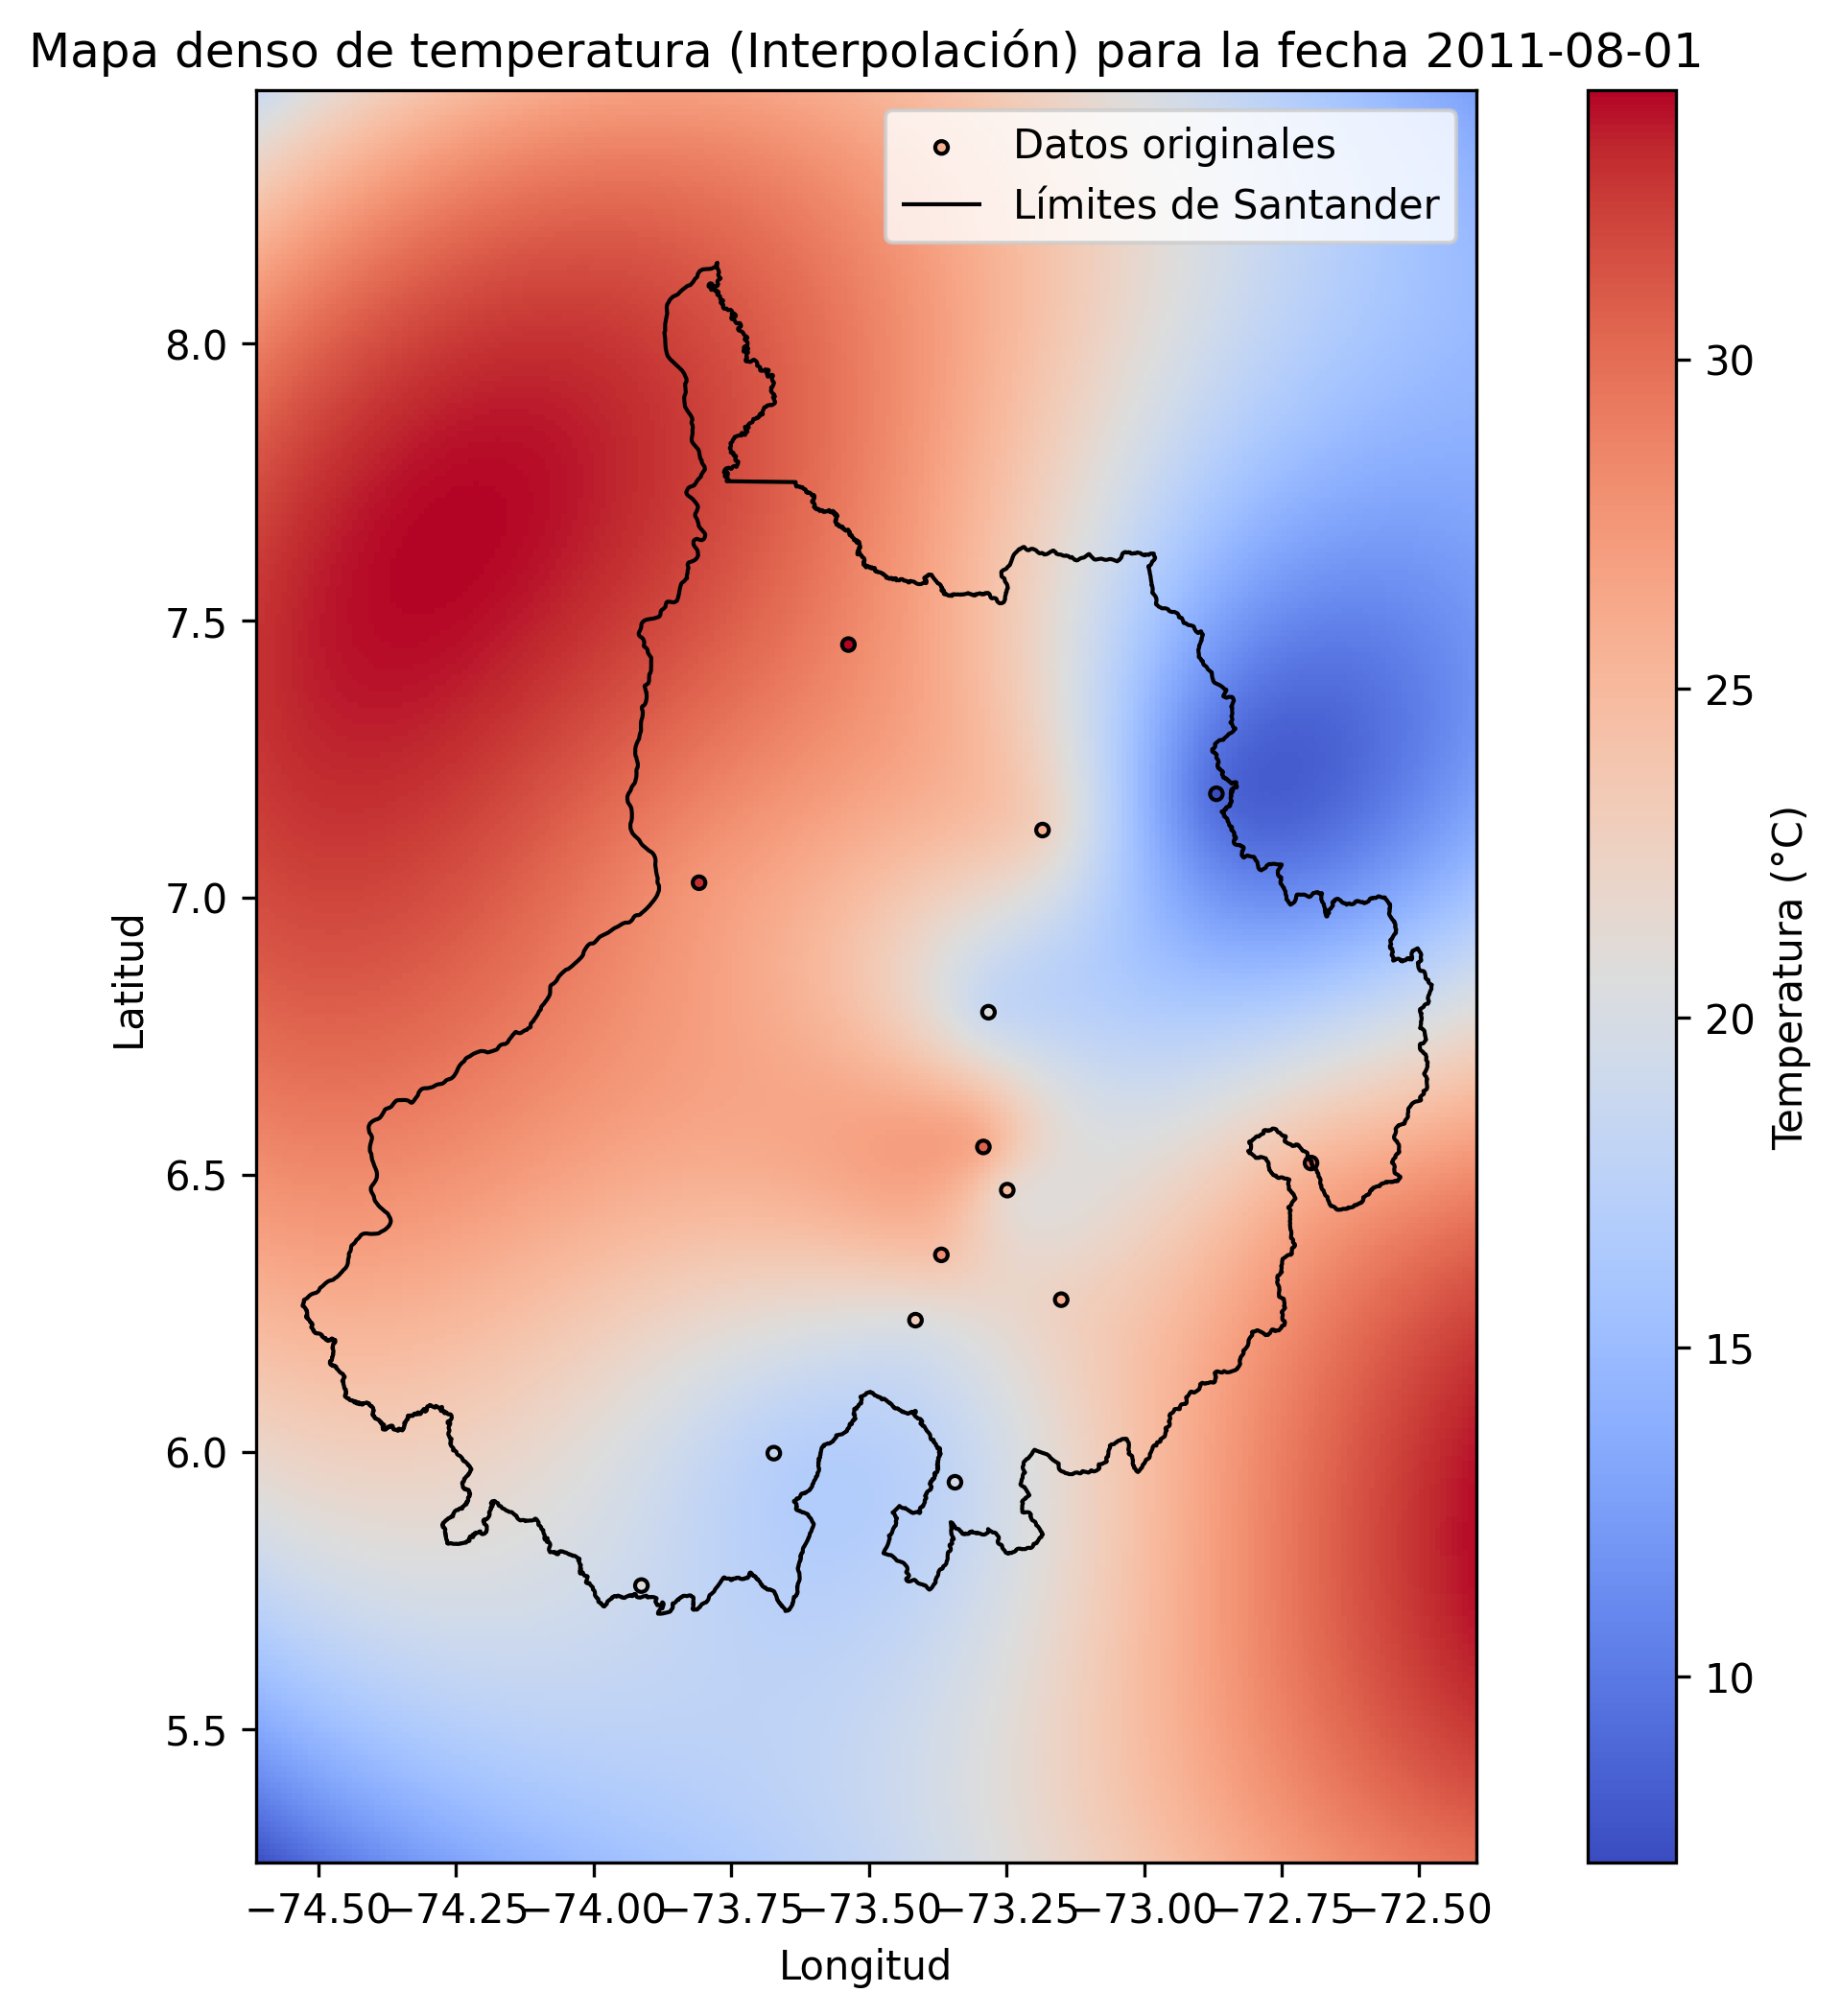 Mapa denso de temperatura (Interpolación) para la fecha 2011-08-01
Datos originales
Límites de Santander
8.0
7.5
7.0
6.5
6.0
5.5
Latitud
−74.50 −74.25 −74.00 −73.75 −73.50 −73.25 −73.00 −72.75 −72.50
Longitud
30
25
20
15
10
Temperatura (°C)